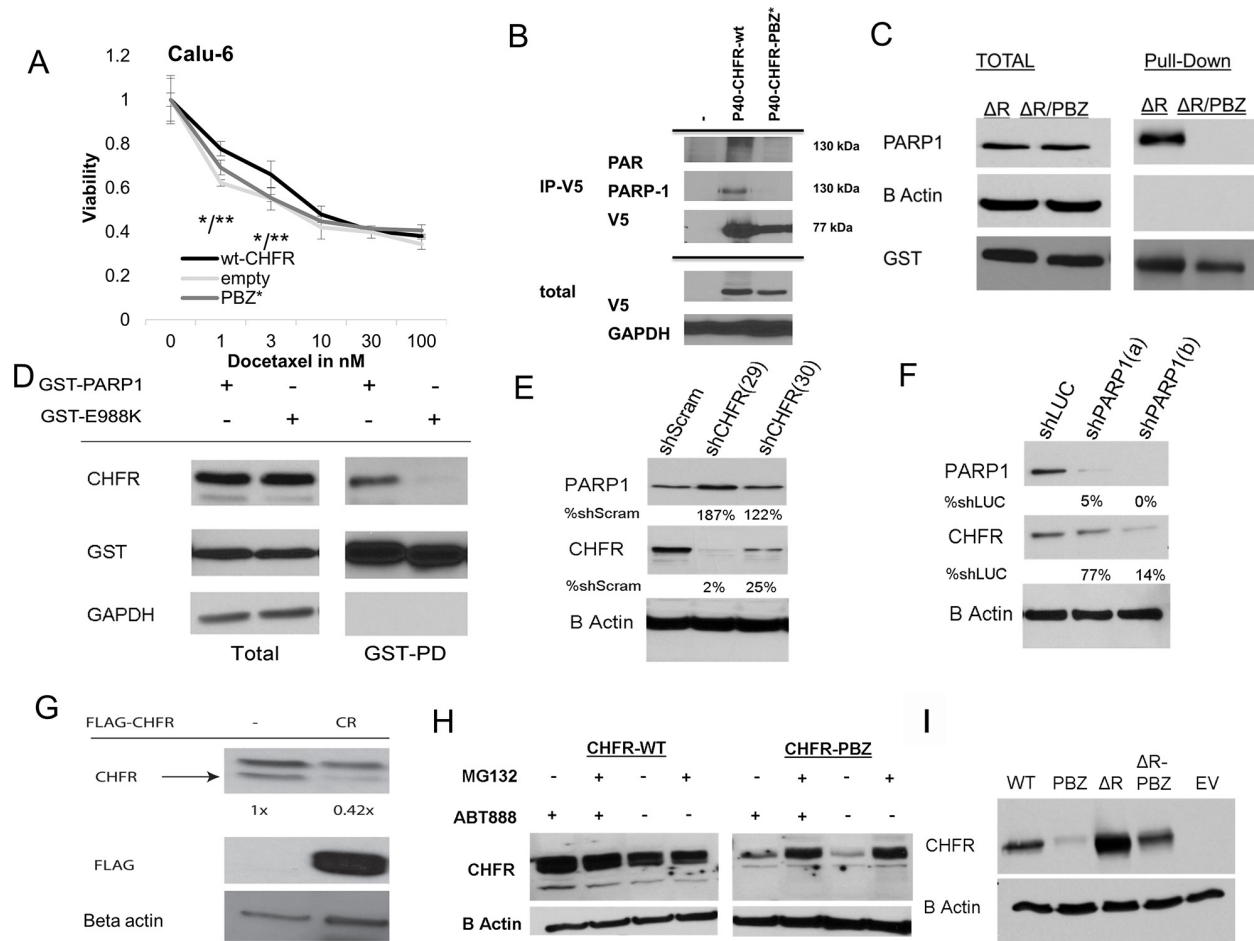 A
Calu-6
1.2
1
0.8
0.6
0.4
0.2
0
Viability
*/**
*/**
wt-CHFR
empty
PBZ*
0 1 3 10 30 100
Docetaxel in nM
B
- P40-CHFR-wt P40-CHFR-PBZ*
IP-V5
PAR 130 kDa
PARP-1 130 kDa
V5 77 kDa
total
V5
GAPDH
C
TOTAL Pull-Down
ΔR ΔR/PBZ ΔR ΔR/PBZ
PARP1
B Actin
GST
D
GST-PARP1 + - + -
GST-E988K - + - +
CHFR
GST
GAPDH
Total GST-PD
E
shScram shCHFR(29) shCHFR(30)
PARP1
%shScram 187% 122%
CHFR
%shScram 2% 25%
B Actin
F
shLUC shPARP1(a) shPARP1(b)
PARP1
%shLUC 5% 0%
CHFR
%shLUC 77% 14%
B Actin
G
FLAG-CHFR - CR
CHFR
1x 0.42x
FLAG
Beta actin
H
CHFR-WT CHFR-PBZ
MG132 - + - + - + - +
ABT888 + + - - + + - -
CHFR
B Actin
I
WT PBZ ΔR ΔR-PBZ EV
CHFR
B Actin